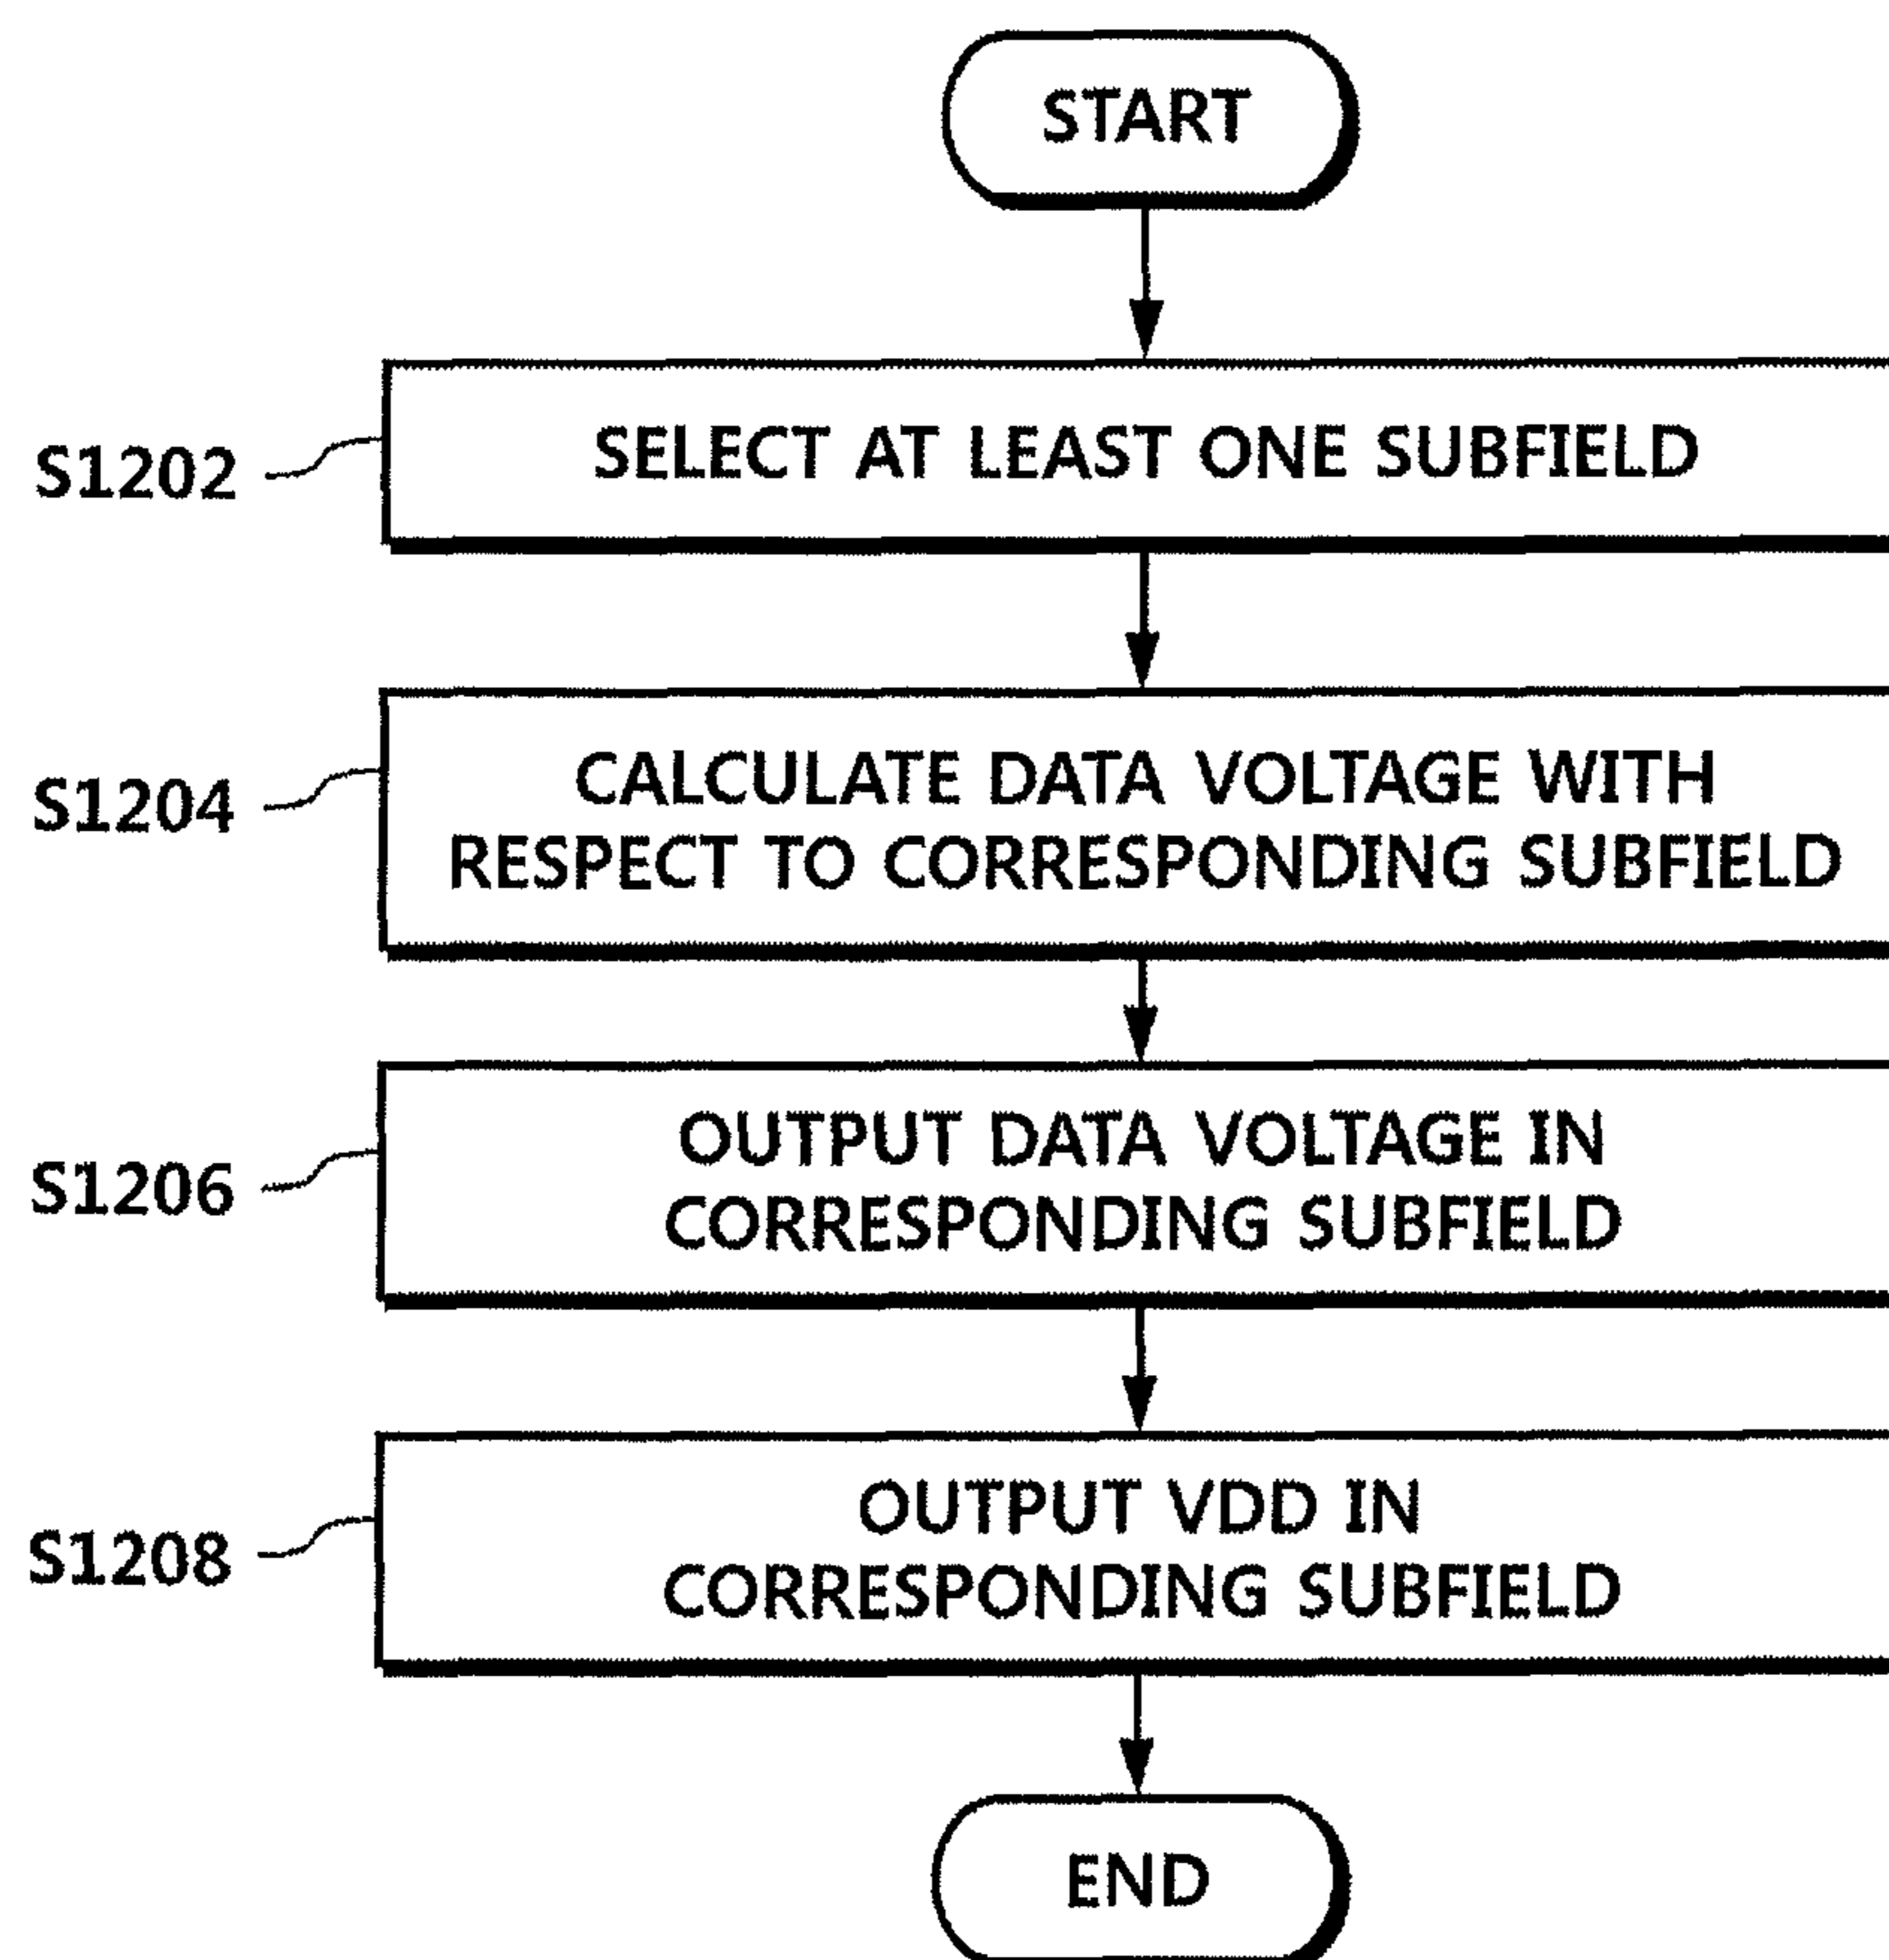 START
S1202
SELECT AT LEAST ONE SUBFIELD
S1204
CALCULATE DATA VOLTAGE WITH
RESPECT TO CORRESPONDING SUBFIELD
S1206
OUTPUT DATA VOLTAGE IN
CORRESPONDING SUBFIELD
S1208
OUTPUT VDD IN
CORRESPONDING SUBFIELD
END